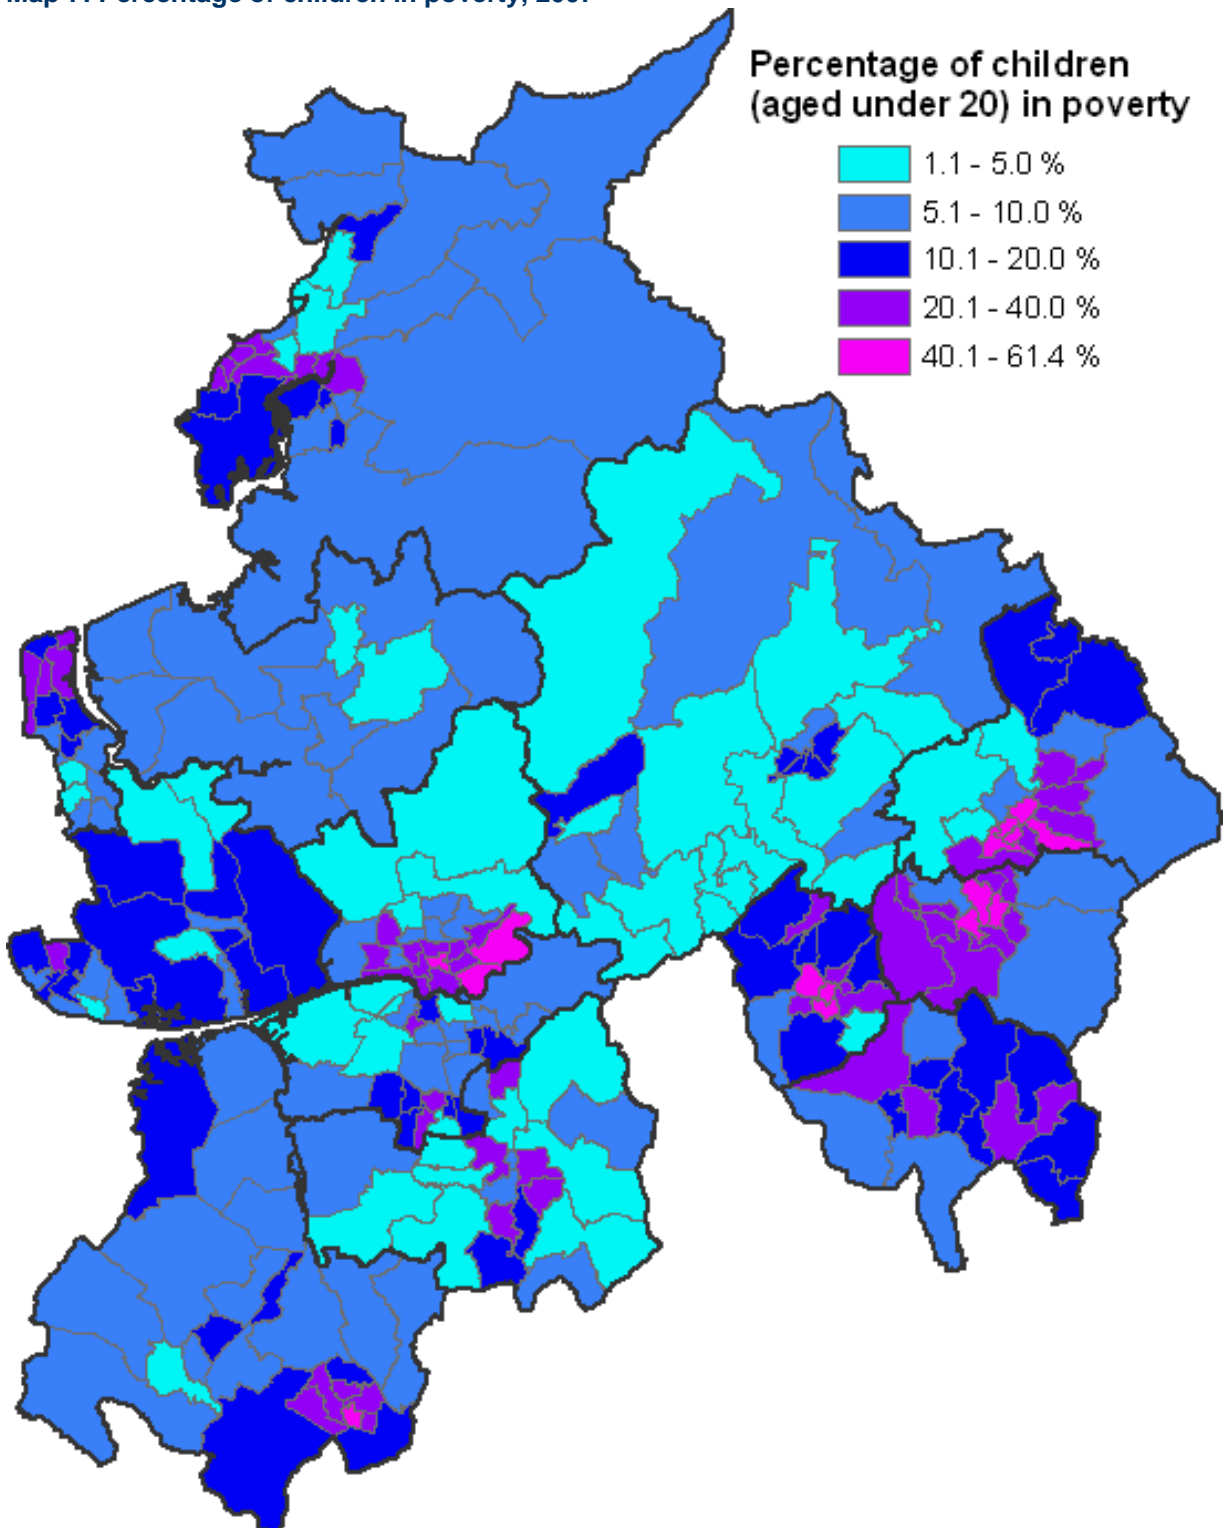 Percentage of children
(aged under 20) in poverty
1.1 - 5.0 %
5.1 - 10.0 %
10.1 - 20.0 %
20.1 - 40.0 %
40.1 - 61.4 %